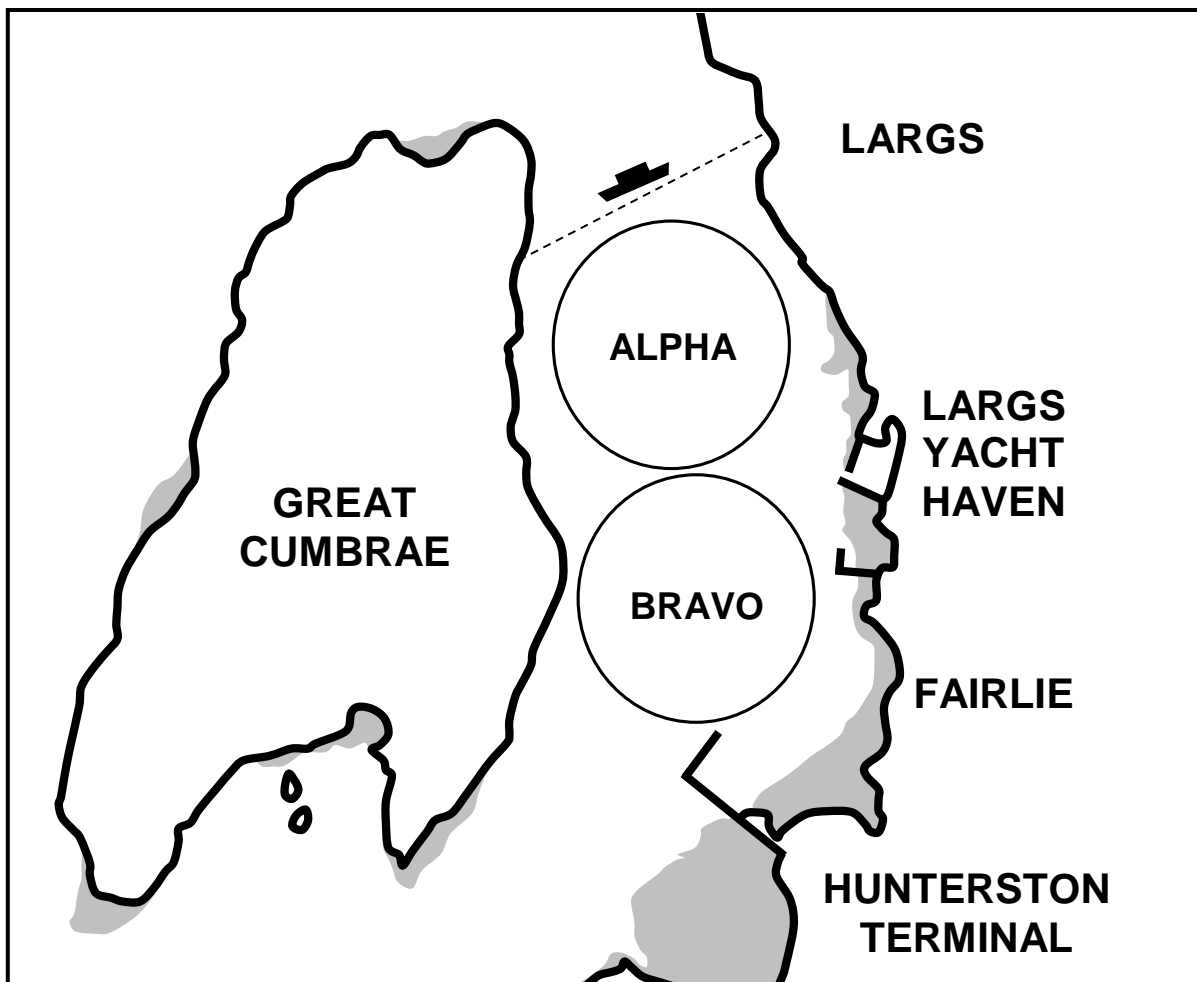 LARGS
ALPHA
LARGS
YACHT
HAVEN
GREAT
CUMBRAE
BRAVO
FAIRLIE
HUNTERSTON
TERMINAL